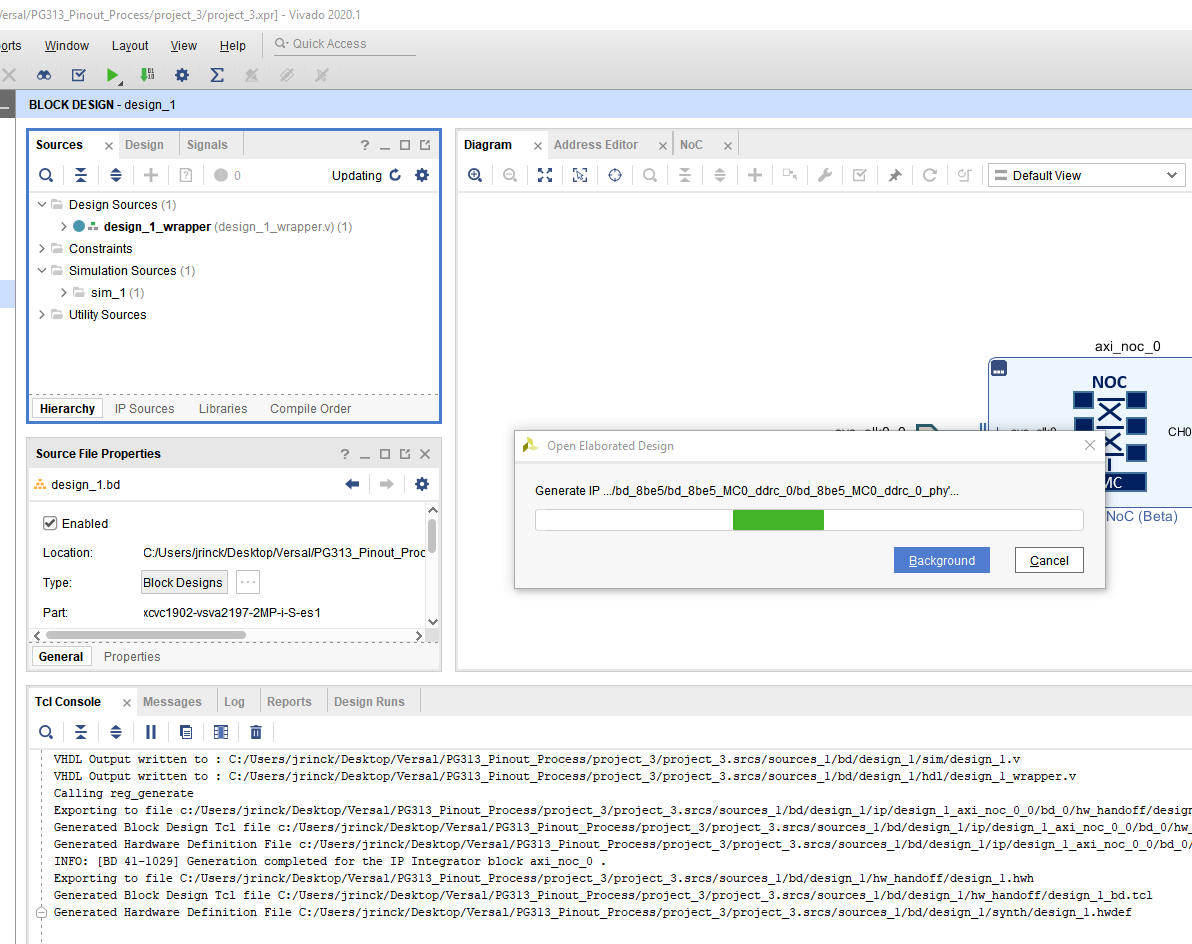 /ersal/PG313_Pinout_Process/project_3/project_3.xpr] - Vivado 2020.1
orts Window Layout View Help Quick Access
BLOCK DESIGN - design_1
Sources Design Signals
0 Updating
Design Sources (1)
design_1_wrapper (design_1_wrapper.v) (1)
Constraints
Simulation Sources (1)
sim_1 (1)
Utility Sources
Hierarchy IP Sources Libraries Compile Order
Diagram Address Editor NoC
Default View
axi_noc_0
NOC
CH0
MC
NoC (Beta)
Open Elaborated Design
Generate IP .../bd_8be5/bd_8be5_MC0_ddrc_0/bd_8be5_MC0_ddrc_0_phy'...
Background Cancel
Source File Properties
design_1.bd
Enabled
Location: C:/Users/jrinck/Desktop/Versal/PG313_Pinout_Proc
Type: Block Designs ...
Part: xcvc1902-vsva2197-2MP-i-S-es1
General Properties
Tcl Console Messages Log Reports Design Runs
VHDL Output written to : C:/Users/jrinck/Desktop/Versal/PG313_Pinout_Process/project_3/project_3.srcs/sources_1/bd/design_1/sim/design_1.v
VHDL Output written to : C:/Users/jrinck/Desktop/Versal/PG313_Pinout_Process/project_3/project_3.srcs/sources_1/bd/design_1/hdl/design_1_wrapper.v
Calling reg_generate
Exporting to file c:/Users/jrinck/Desktop/Versal/PG313_Pinout_Process/project_3/project_3.srcs/sources_1/bd/design_1/ip/design_1_axi_noc_0_0/bd_0/hw_handoff/design
Generated Block Design Tcl file c:/Users/jrinck/Desktop/Versal/PG313_Pinout_Process/project_3/project_3.srcs/sources_1/bd/design_1/ip/design_1_axi_noc_0_0/bd_0/hw_
Generated Hardware Definition File c:/Users/jrinck/Desktop/Versal/PG313_Pinout_Process/project_3/project_3.srcs/sources_1/bd/design_1/ip/design_1_axi_noc_0_0/bd_0/
INFO: [BD 41-1029] Generation completed for the IP Integrator block axi_noc_0 .
Exporting to file C:/Users/jrinck/Desktop/Versal/PG313_Pinout_Process/project_3/project_3.srcs/sources_1/bd/design_1/hw_handoff/design_1.hwh
Generated Block Design Tcl file C:/Users/jrinck/Desktop/Versal/PG313_Pinout_Process/project_3/project_3.srcs/sources_1/bd/design_1/hw_handoff/design_1_bd.tcl
Generated Hardware Definition File C:/Users/jrinck/Desktop/Versal/PG313_Pinout_Process/project_3/project_3.srcs/sources_1/bd/design_1/synth/design_1.hwdef